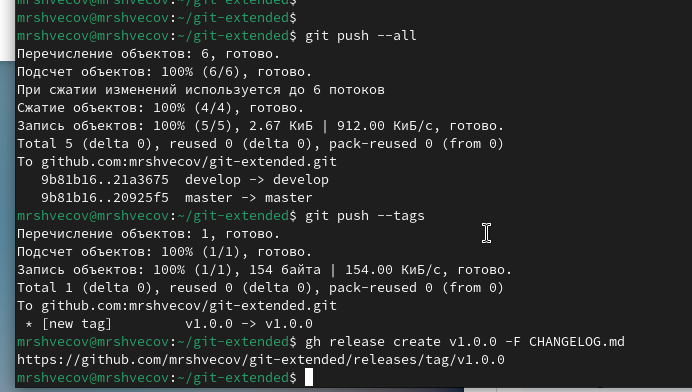 mrshvecov@mrshvecov:~/git-extended$
mrshvecov@mrshvecov:~/git-extended$
mrshvecov@mrshvecov:~/git-extended$ git push --all
Перечисление объектов: 6, готово.
Подсчет объектов: 100% (6/6), готово.
При сжатии изменений используется до 6 потоков
Сжатие объектов: 100% (4/4), готово.
Запись объектов: 100% (5/5), 2.67 КиБ | 912.00 КиБ/с, готово.
Total 5 (delta 0), reused 0 (delta 0), pack-reused 0 (from 0)
To github.com:mrshvecov/git-extended.git
   9b81b16..21a3675  develop -> develop
   9b81b16..20925f5  master -> master
mrshvecov@mrshvecov:~/git-extended$ git push --tags
Перечисление объектов: 1, готово.
Подсчет объектов: 100% (1/1), готово.
Запись объектов: 100% (1/1), 154 байта | 154.00 КиБ/с, готово.
Total 1 (delta 0), reused 0 (delta 0), pack-reused 0 (from 0)
To github.com:mrshvecov/git-extended.git
 * [new tag]         v1.0.0 -> v1.0.0
mrshvecov@mrshvecov:~/git-extended$ gh release create v1.0.0 -F CHANGELOG.md
https://github.com/mrshvecov/git-extended/releases/tag/v1.0.0
mrshvecov@mrshvecov:~/git-extended$